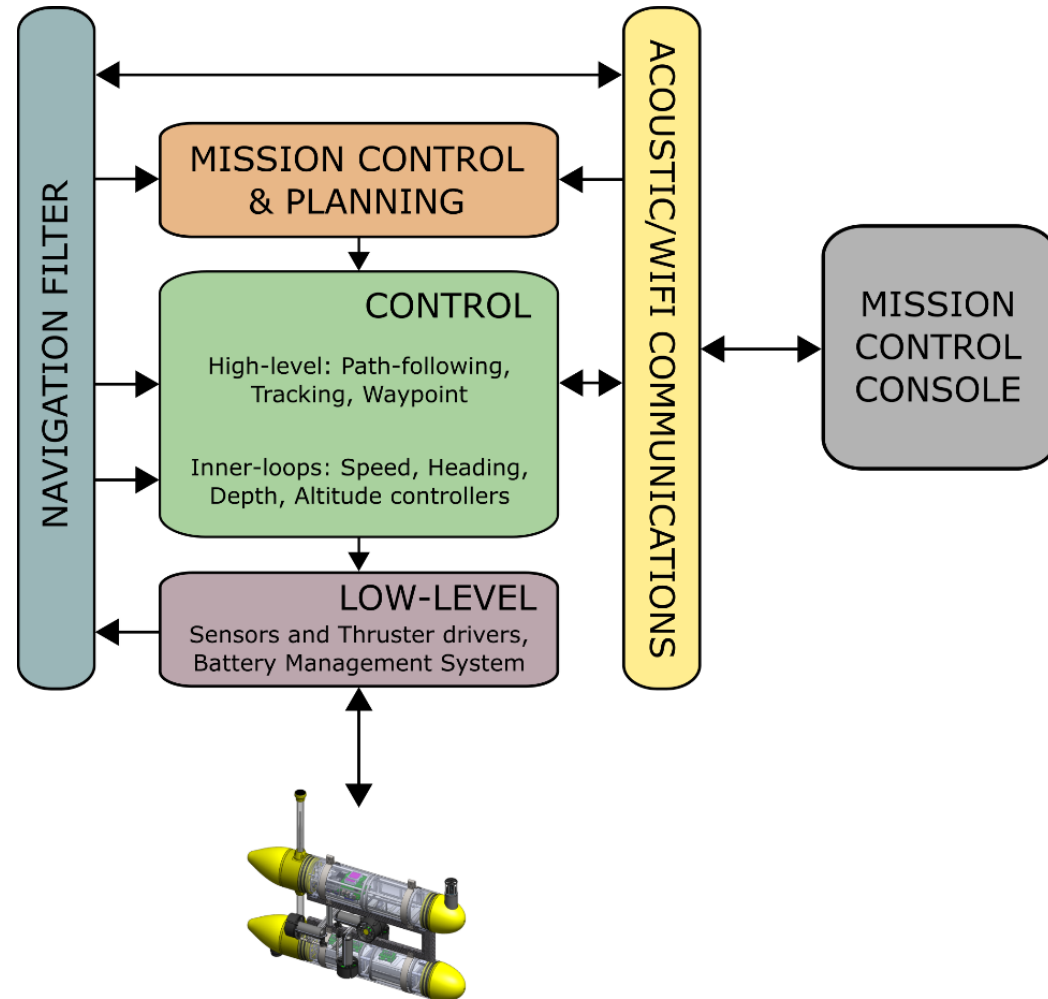 NAVIGATION FILTER
MISSION CONTROL
& PLANNING
CONTROL
High-level: Path-following,
Tracking, Waypoint
Inner-loops: Speed, Heading,
Depth, Altitude controllers
LOW-LEVEL
Sensors and Thruster drivers,
Battery Management System
ACOUSTIC/WIFI COMMUNICATIONS
MISSION
CONTROL
CONSOLE